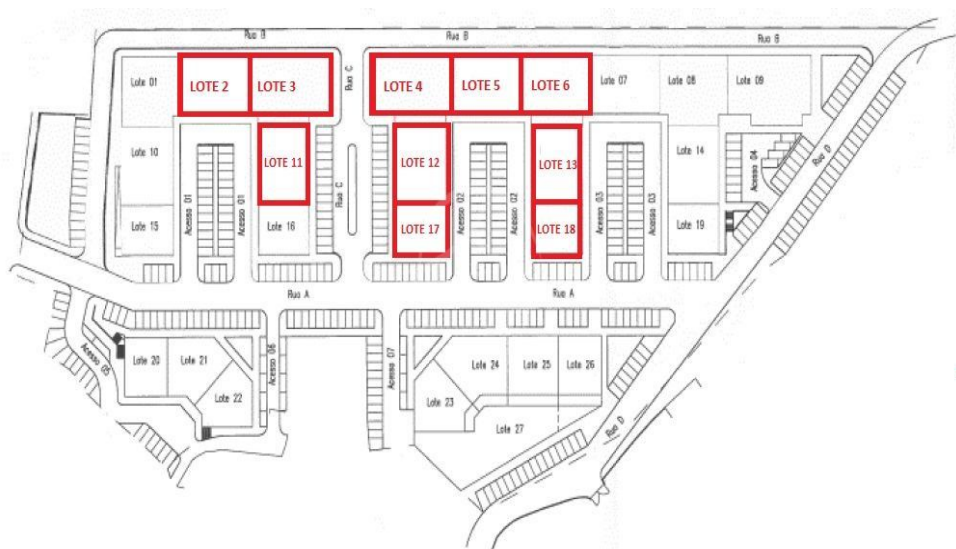 Rua B
Rua B
Rua B
Lote 01
LOTE 2
LOTE 3
Rua C
LOTE 4
LOTE 5
LOTE 6
Lote 07
Lote 08
Lote 09
Lote 10
LOTE 11
LOTE 12
LOTE 13
Lote 14
Acesso 04
Rua D
Acesso 01
Acesso 01
Rua C
Acesso 02
Acesso 02
Acesso 03
Acesso 03
Lote 15
Lote 16
LOTE 17
LOTE 18
Lote 19
Rua A
Rua A
Acesso 05
Lote 20
Lote 21
Lote 22
Acesso 06
Acesso 07
Lote 23
Lote 24
Lote 25
Lote 26
Lote 27
Rua D